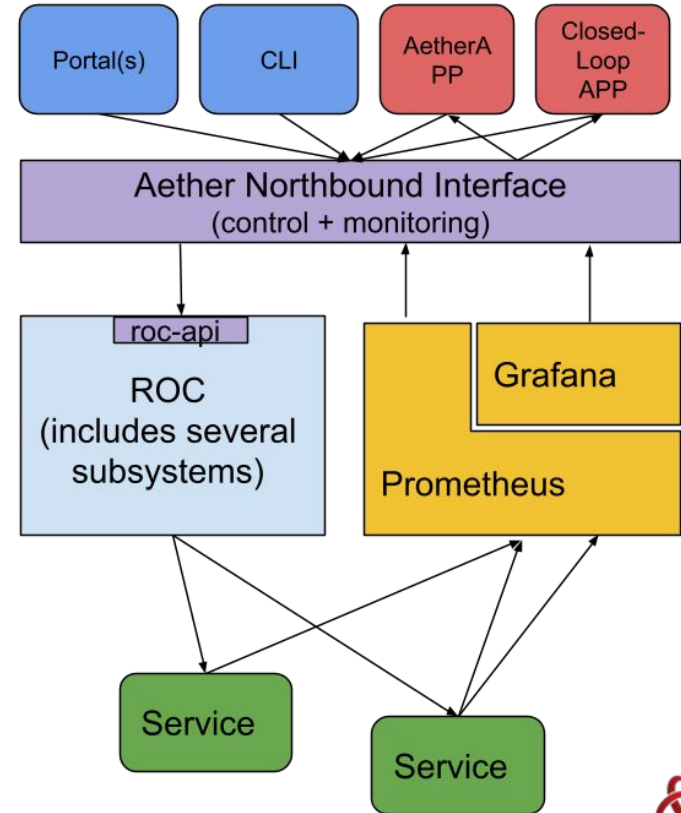 Portal(s)
CLI
AetherA
PP
Closed-
Loop
APP
Aether Northbound Interface
(control + monitoring)
roc-api
ROC
(includes several
subsystems)
Grafana
Prometheus
Service
Service